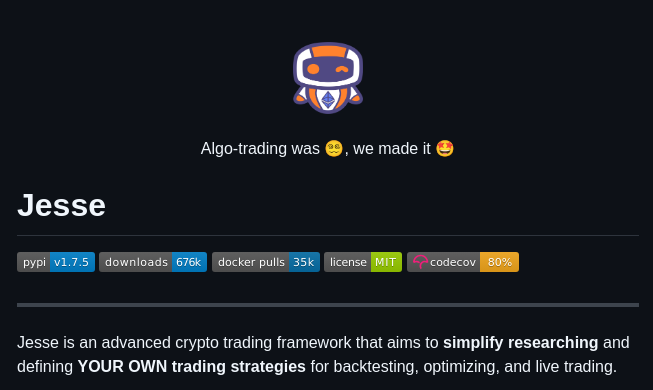 Algo-trading was 😵‍💫, we made it 🤩
Jesse
pypi v1.7.5 downloads 676k docker pulls 35k license MIT codecov 80%
Jesse is an advanced crypto trading framework that aims to simplify researching and
defining YOUR OWN trading strategies for backtesting, optimizing, and live trading.